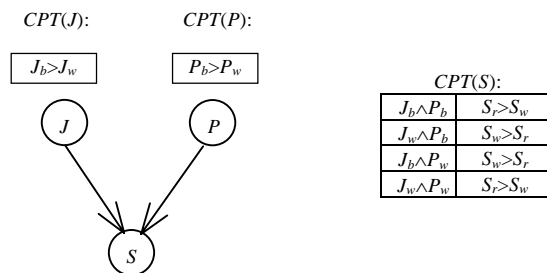 CPT(J): CPT(P):
J_b>J_w P_b>P_w
CPT(S):
J P
J_b∧P_b S_r>S_w
J_w∧P_b S_w>S_r
J_b∧P_w S_w>S_r
J_w∧P_w S_r>S_w
S